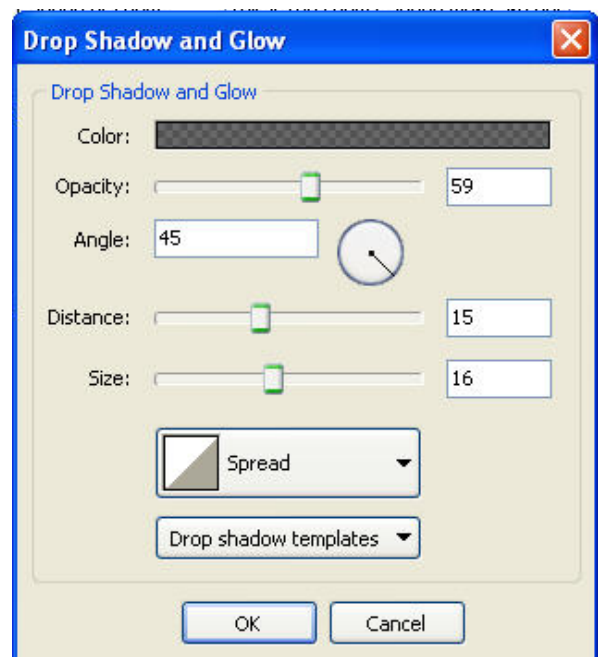 Drop Shadow and Glow
Drop Shadow and Glow
Color:
Opacity: 59
Angle: 45
Distance: 15
Size: 16
Spread
Drop shadow templates
OK Cancel